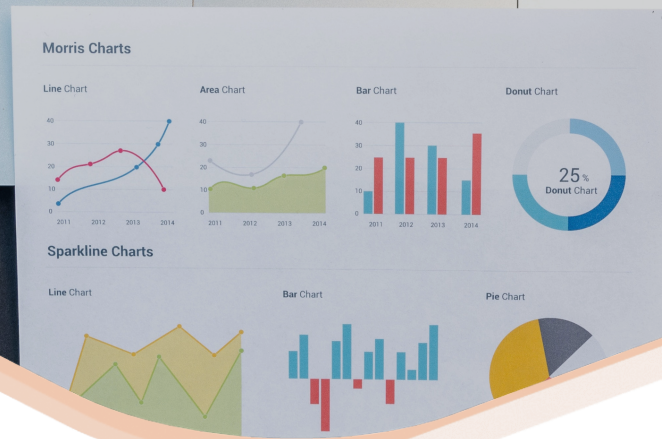 Morris Charts
Line Chart
Area Chart
Bar Chart
Donut Chart
40
30
20
10
0
2011 2012 2013 2014
40
30
20
10
0
2011 2012 2013 2014
40
30
20
10
0
2011 2012 2013 2014
25%
Donut Chart
Sparkline Charts
Line Chart
Bar Chart
Pie Chart